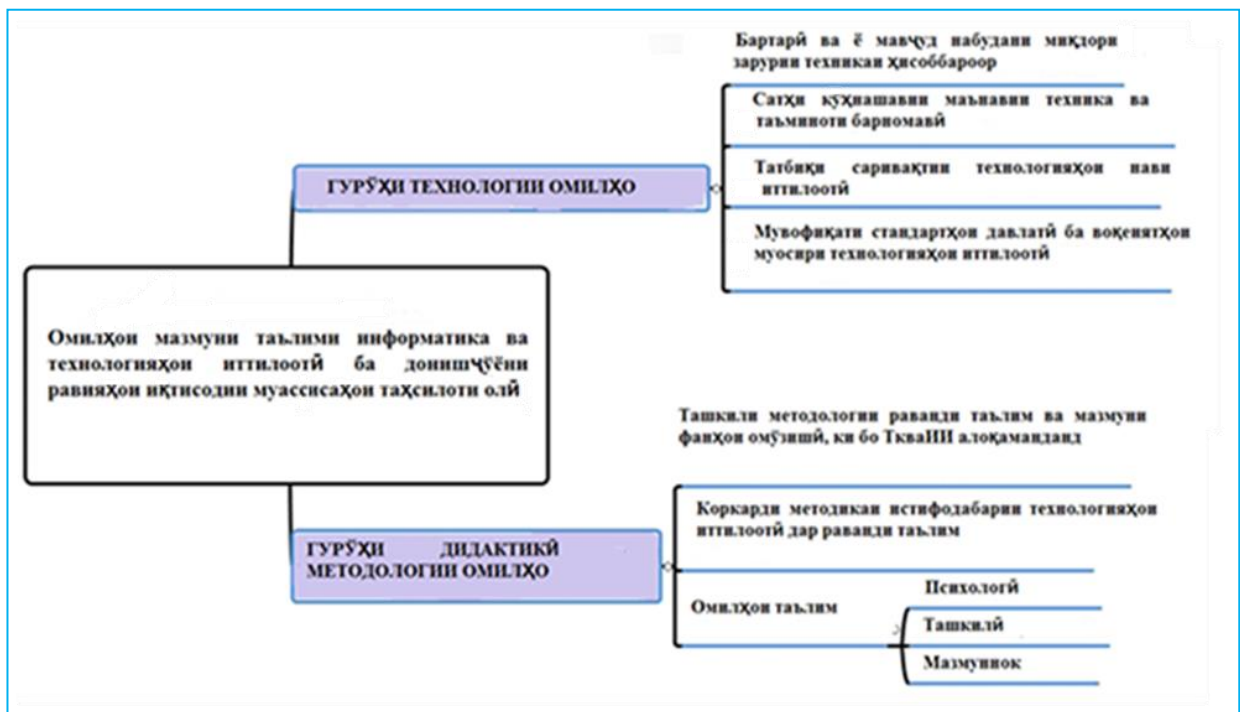 Бартарӣ ва ё мавҷуд набудани миқдори
зарурии техникаи ҳисоббароор
Сатҳи кӯҳнашавии маънавии техника ва
таъминоти барномавӣ
ГУРӮҲИ ТЕХНОЛОГИИ ОМИЛҲО
Татбиқи саривақтии технологияҳои нави
иттилоотӣ
Мувофиқати стандартҳои давлатӣ ба воқеиятҳои
муосири технологияҳои иттилоотӣ
Омилҳои мазмуни таълими информатика ва
технологияҳои иттилоотӣ ба донишҷӯёни
равияҳои иқтисодии муассисаҳои таҳсилоти олӣ
Ташкили методологии раванди таълим ва мазмуни
фанҳои омӯзишӣ, ки бо ТкваИИ алоқаманданд
Коркарди методикаи истифодабарии технологияҳои
иттилоотӣ дар раванди таълим
ГУРӮҲИ ДИДАКТИКӢ
МЕТОДОЛОГИИ ОМИЛҲО
Омилҳои таълим
Психологӣ
Ташкилӣ
Мазмуннок